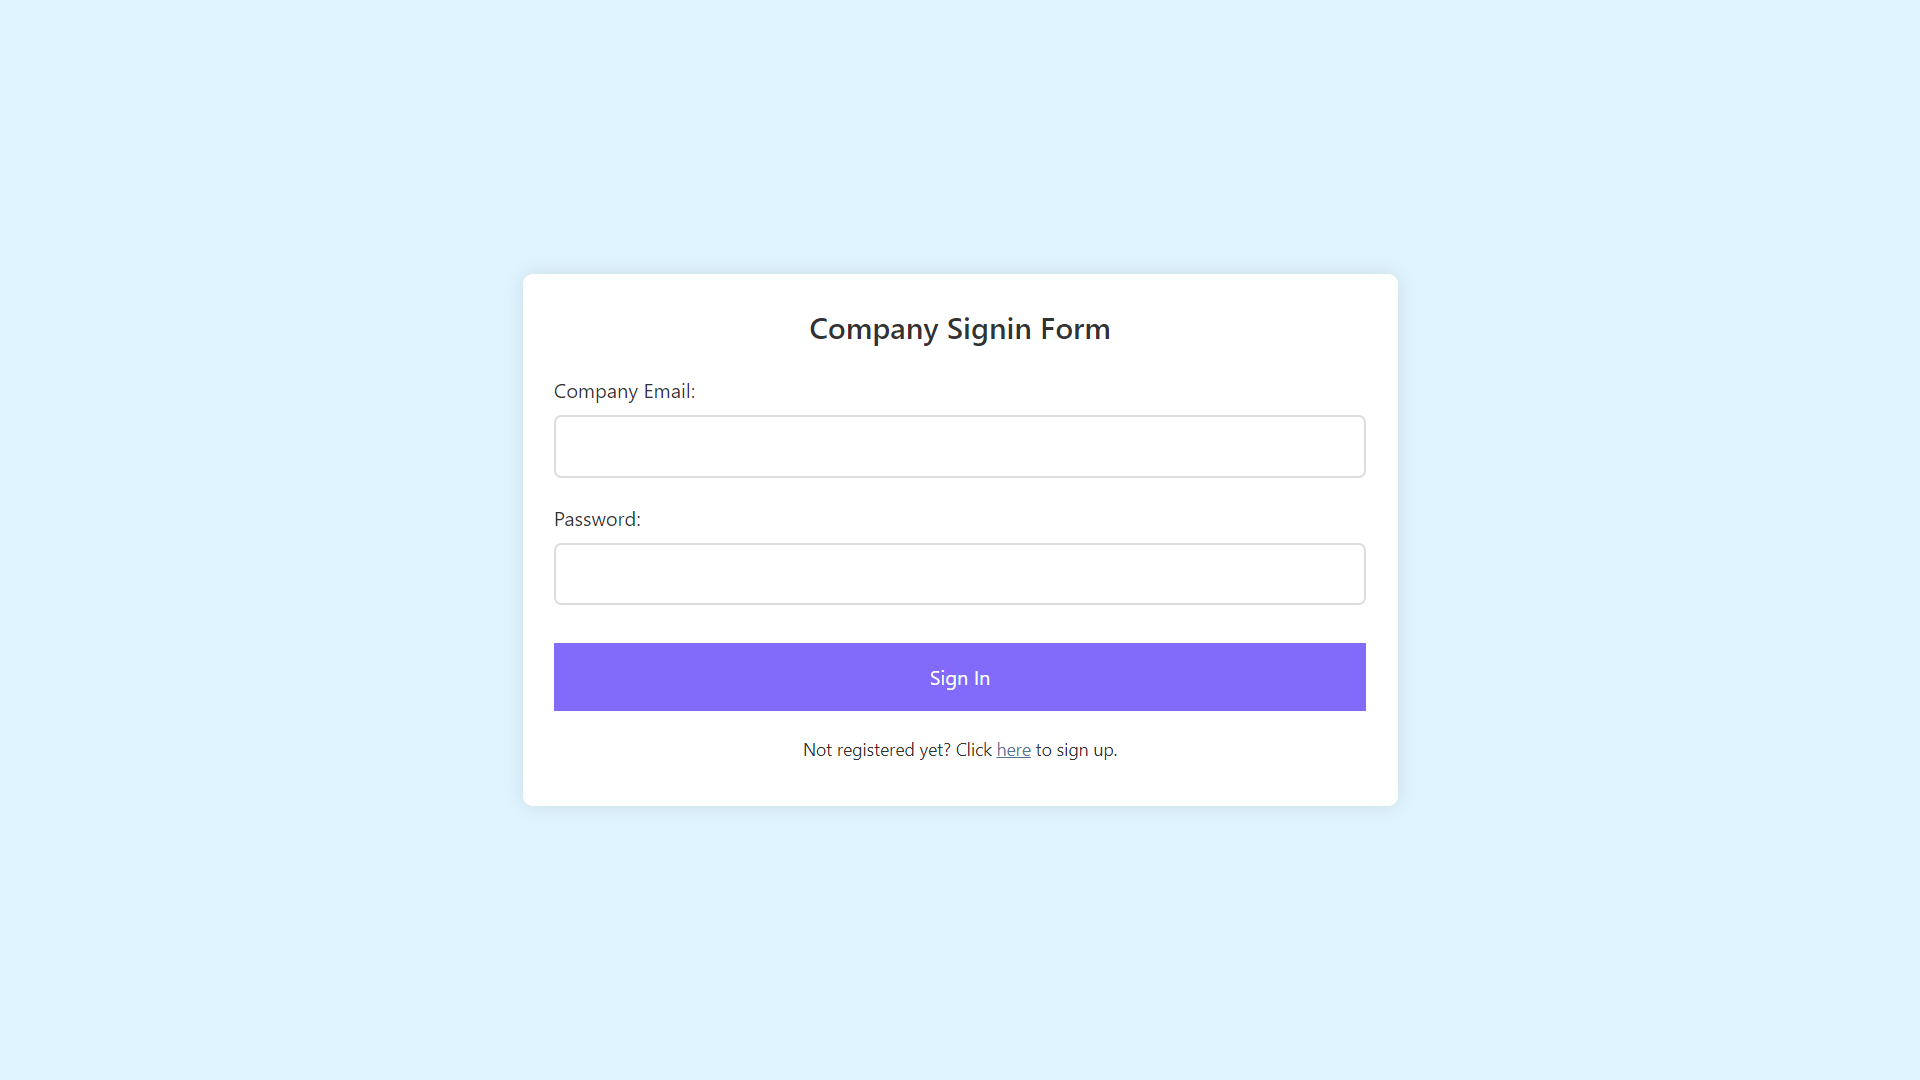 Company Signin Form
Company Email:
Password:
Sign In
Not registered yet? Click here to sign up.